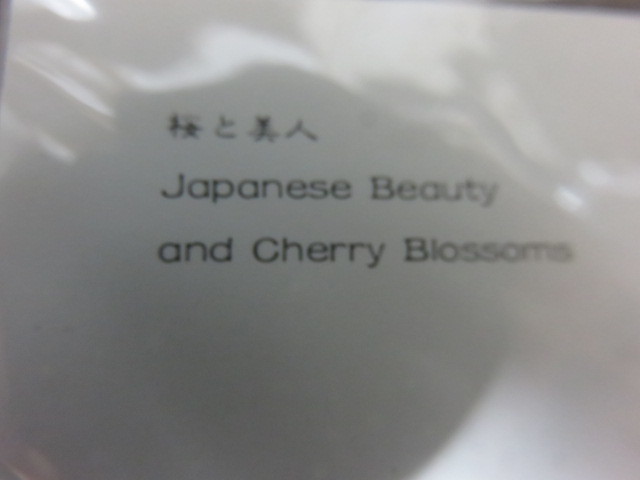 桜と美人
Japanese Beauty
and Cherry Blossoms